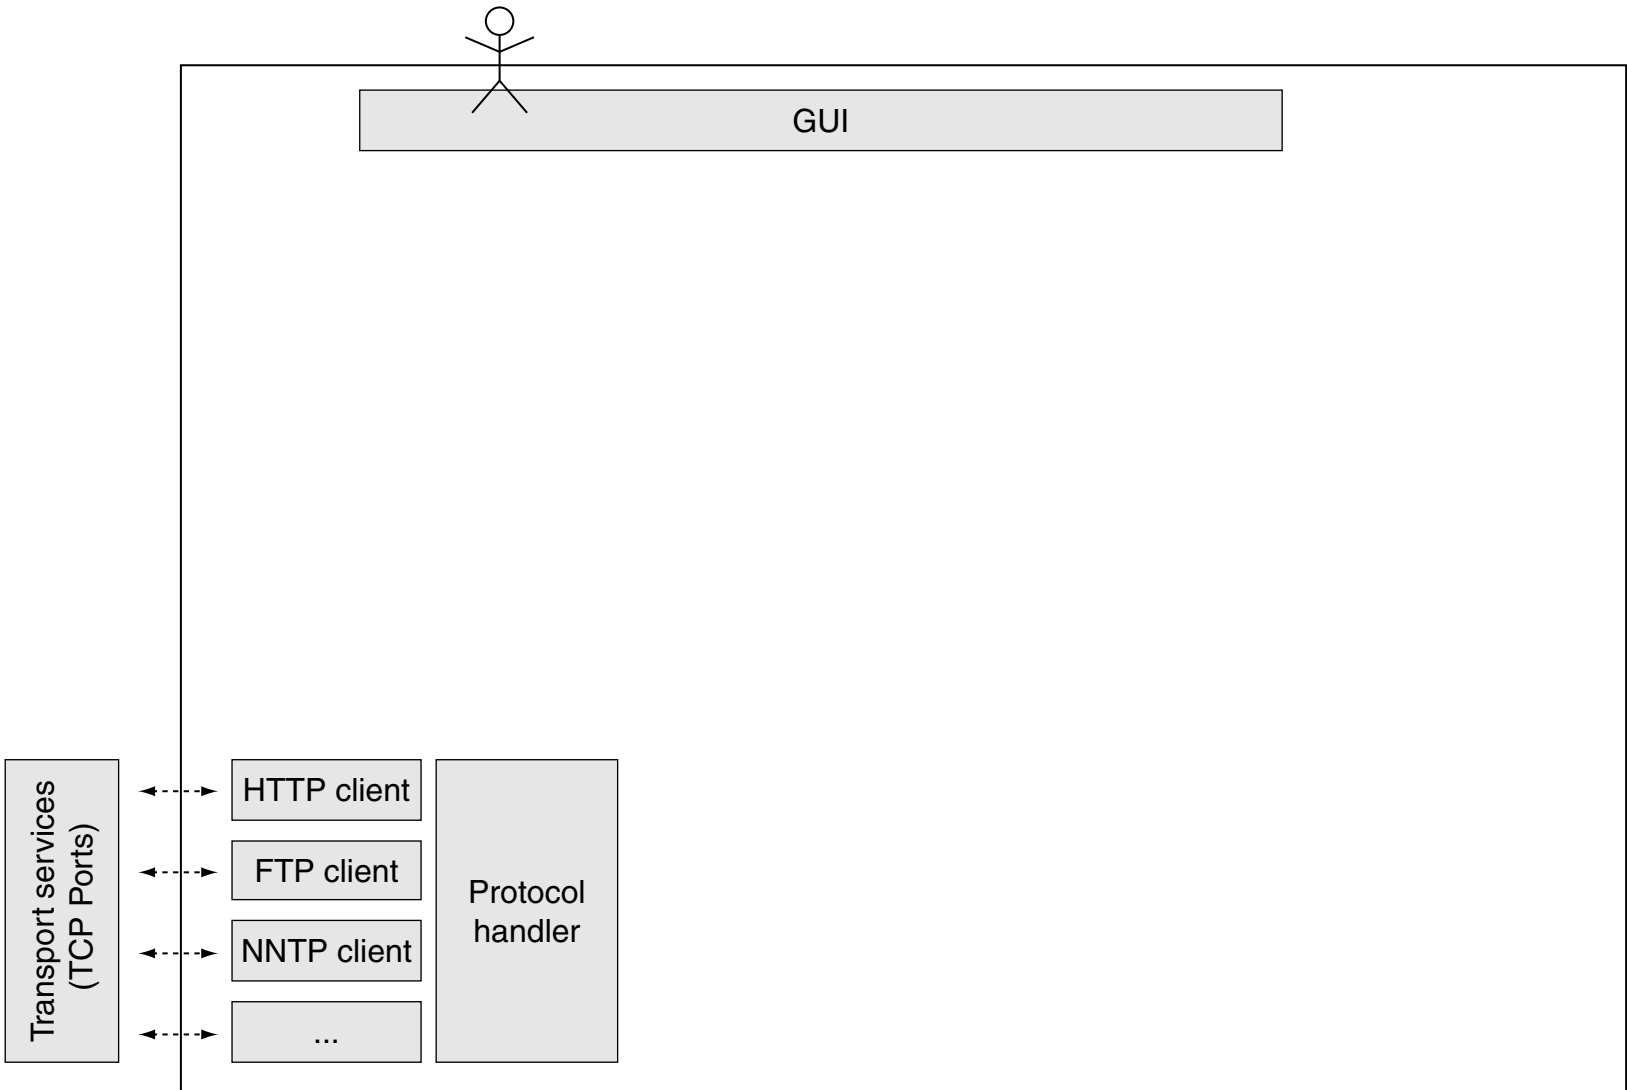 GUI
Transport services
(TCP Ports)
HTTP client
FTP client
NNTP client
...
Protocol
handler